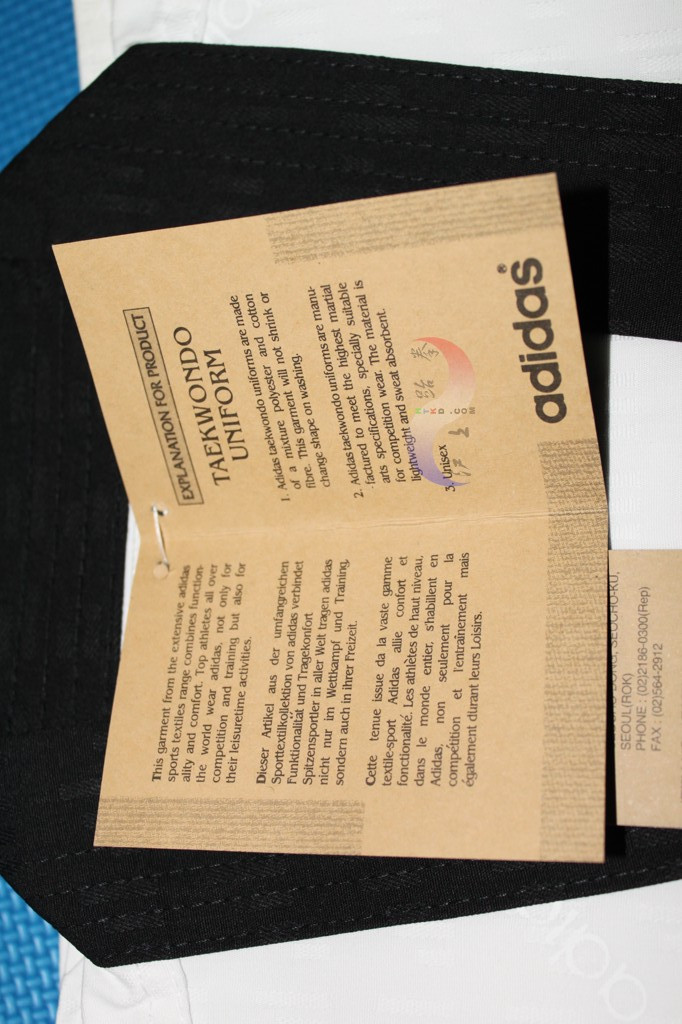 This garment from the extensive adidas
sports textiles range combines function-
ality and comfort. Top athletes all over
the world wear adidas, not only for
competition and training but also for
their leisuretime activities.
Dieser Artikel aus der umfangreichen
Sporttextilkollektion von adidas verbindet
Funktionalität und Tragekonfort
Spitzensportler in aller Welt tragen adidas
nicht nur im Wettkampf und Training,
sondern auch in ihrer Freizeit.
Cette tenue issue da la vaste gamme
textile-sport Adidas allie confort et
fonctionalité. Les athlètes de haut niveau,
dans le monde entier, s'habillent en
Adidas, non seulement pour la
compétition et l'entraînement mais
également durant leurs Loisirs.
EXPLANATION FOR PRODUCT
TAEKWONDO
UNIFORM
1. Adidas taekwondo uniforms are made
of a mixture polyester and cotton
fibre. This garment will not shrink or
change shape on washing.
2. Adidas taekwondo uniforms are manu-
factured to meet the highest martial
arts specifications, specially suitable
for competition wear. The material is
lightweight and sweat absorbent.
3. Unisex
TKD.COM
adidas®
SEOCHO-KU,
SEOUL(ROK)
PHONE : (02)2186-0300(Rep)
FAX : (02)564-2912